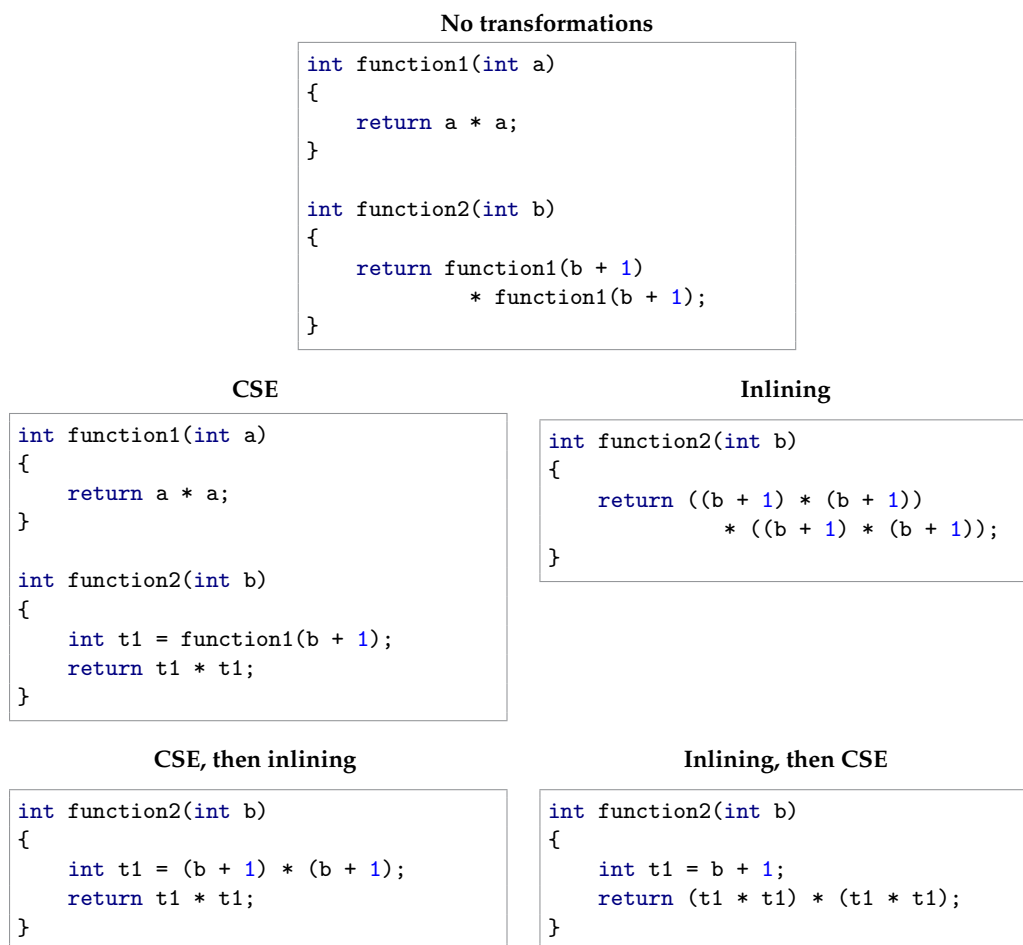 No transformations
int function1(int a)
{
    return a * a;
}

int function2(int b)
{
    return function1(b + 1)
             * function1(b + 1);
}
CSE
int function1(int a)
{
    return a * a;
}

int function2(int b)
{
    int t1 = function1(b + 1);
    return t1 * t1;
}
Inlining
int function2(int b)
{
    return ((b + 1) * (b + 1))
              * ((b + 1) * (b + 1));
}
CSE, then inlining
int function2(int b)
{
    int t1 = (b + 1) * (b + 1);
    return t1 * t1;
}
Inlining, then CSE
int function2(int b)
{
    int t1 = b + 1;
    return (t1 * t1) * (t1 * t1);
}